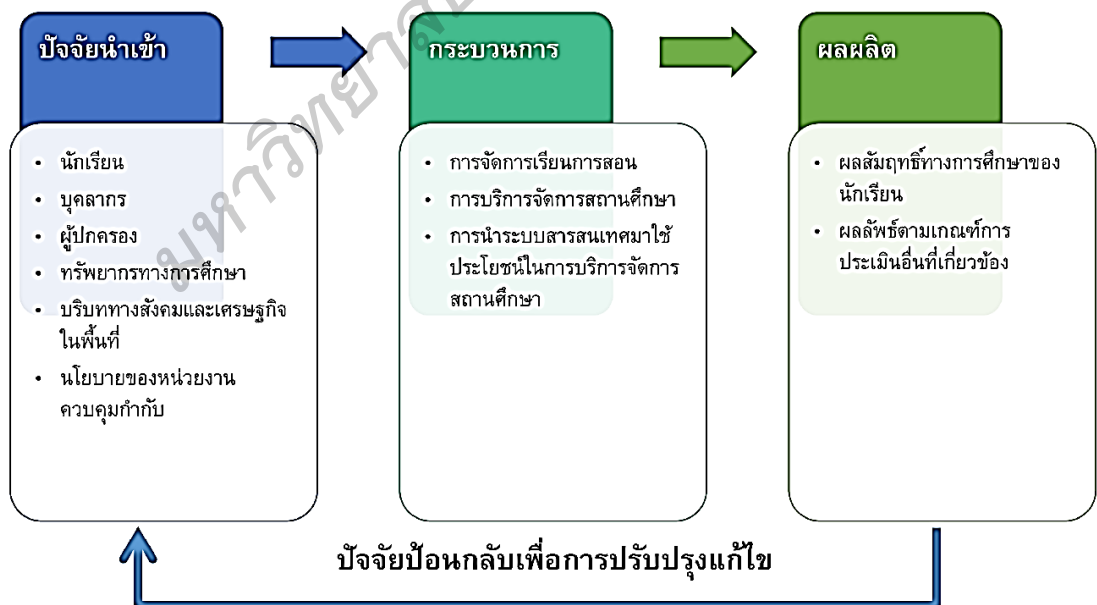 ปัจจัยนำเข้า
กระบวนการ
ผลผลิต
• นักเรียน
• บุคลากร
• ผู้ปกครอง
• ทรัพยากรทางการศึกษา
• บริบททางสังคมและเศรษฐกิจ
ในพื้นที่
• นโยบายของหน่วยงาน
ควบคุมกำกับ
• การจัดการเรียนการสอน
• การบริการจัดการสถานศึกษา
• การนำระบบสารสนเทศมาใช้
ประโยชน์ในการบริการจัดการ
สถานศึกษา
• ผลสัมฤทธิ์ทางการศึกษาของ
นักเรียน
• ผลลัพธ์ตามเกณฑ์การ
ประเมินอื่นที่เกี่ยวข้อง
ปัจจัยป้อนกลับเพื่อการปรับปรุงแก้ไข